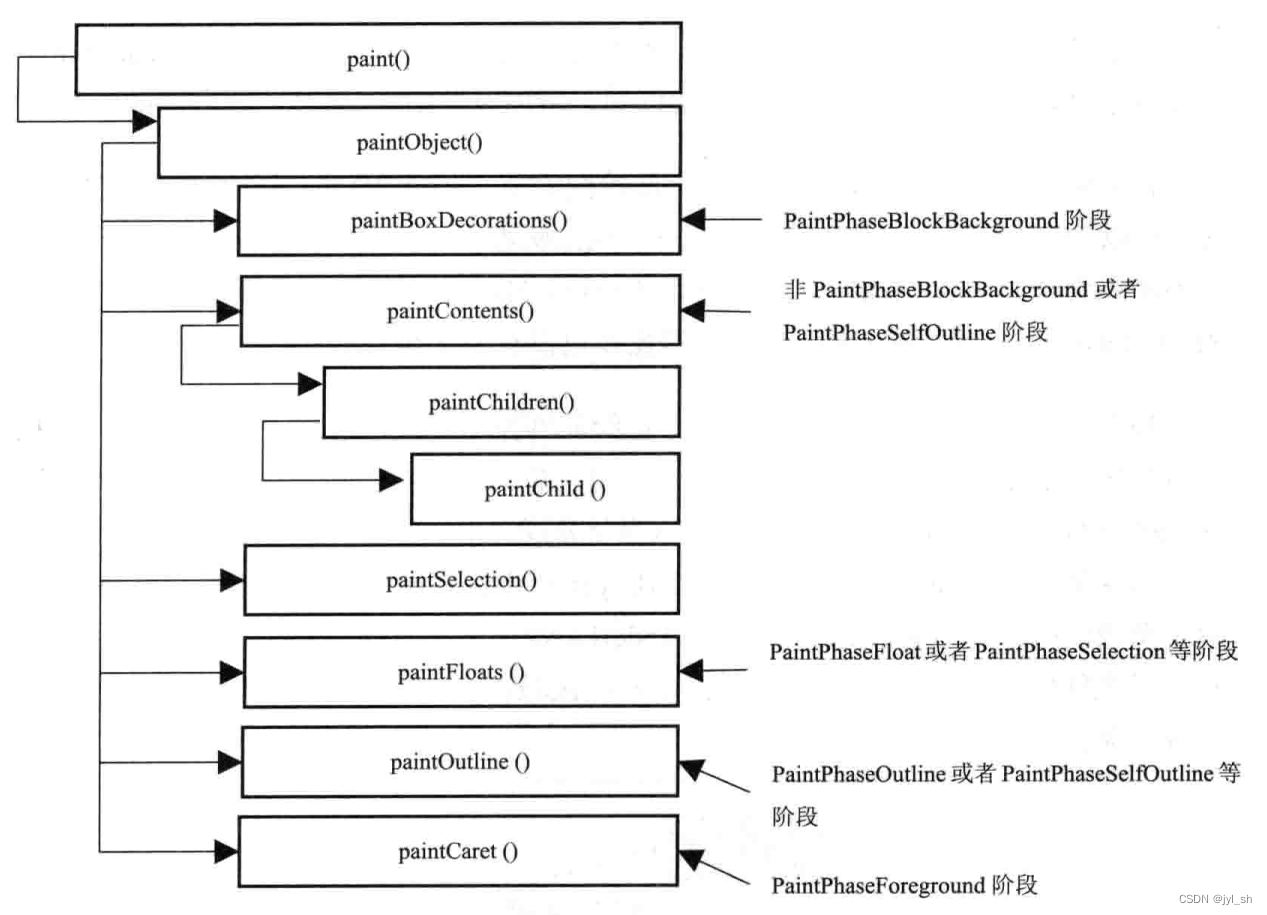 paint()
paintObject()
paintBoxDecorations()
PaintPhaseBlockBackground 阶段
paintContents()
非 PaintPhaseBlockBackground 或者
PaintPhaseSelfOutline 阶段
paintChildren()
paintChild ()
paintSelection()
paintFloats ()
PaintPhaseFloat 或者 PaintPhaseSelection 等阶段
paintOutline ()
PaintPhaseOutline 或者 PaintPhaseSelfOutline 等
阶段
paintCaret ()
PaintPhaseForeground 阶段
CSDN @jyl_sh